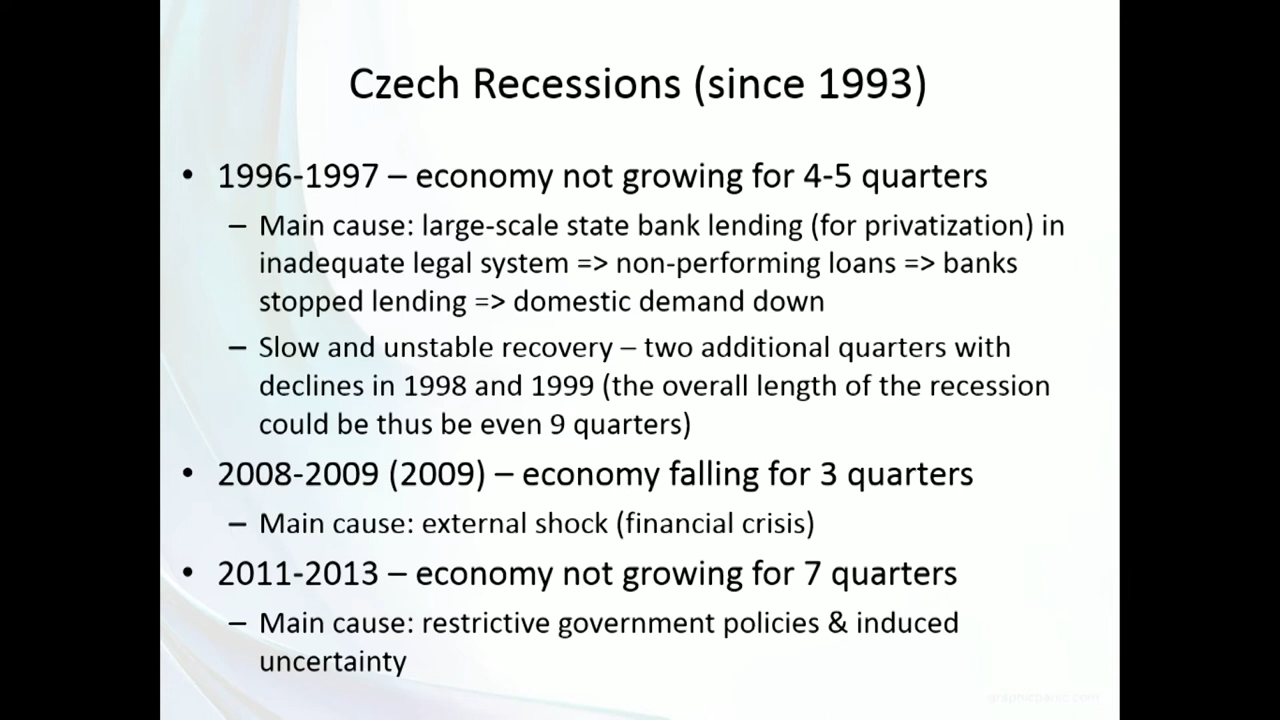 Czech Recessions (since 1993)
• 1996-1997 – economy not growing for 4-5 quarters
– Main cause: large-scale state bank lending (for privatization) in
inadequate legal system => non-performing loans => banks
stopped lending => domestic demand down
– Slow and unstable recovery – two additional quarters with
declines in 1998 and 1999 (the overall length of the recession
could be thus be even 9 quarters)
• 2008-2009 (2009) – economy falling for 3 quarters
– Main cause: external shock (financial crisis)
• 2011-2013 – economy not growing for 7 quarters
– Main cause: restrictive government policies & induced
uncertainty